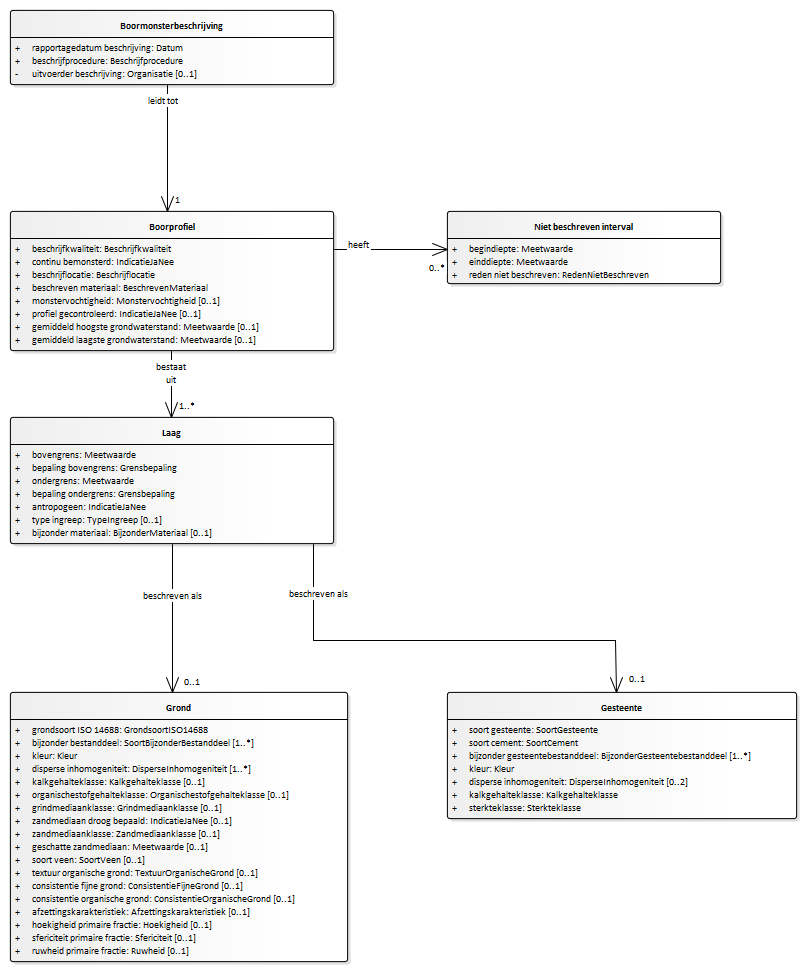 Boormonsterbeschrijving
+ rapportagedatum beschrijving: Datum
+ beschrijfprocedure: Beschrijfprocedure
- uitvoerder beschrijving: Organisatie [0..1]
leidt tot
1
Boorprofiel
+ beschrijfkwaliteit: Beschrijfkwaliteit
+ continu bemonsterd: IndicatieJaNee
+ beschrijflocatie: Beschrijflocatie
+ beschreven materiaal: BeschrevenMateriaal
+ monstervochtigheid: Monstervochtigheid [0..1]
+ profiel gecontroleerd: IndicatieJaNee [0..1]
+ gemiddeld hoogste grondwaterstand: Meetwaarde [0..1]
+ gemiddeld laagste grondwaterstand: Meetwaarde [0..1]
heeft
0..*
Niet beschreven interval
+ begindiepte: Meetwaarde
+ einddiepte: Meetwaarde
+ reden niet beschreven: RedenNietBeschreven
bestaat
uit
1..*
Laag
+ bovengrens: Meetwaarde
+ bepaling bovengrens: Grensbepaling
+ ondergrens: Meetwaarde
+ bepaling ondergrens: Grensbepaling
+ antropogeen: IndicatieJaNee
+ type ingreep: TypeIngreep [0..1]
+ bijzonder materiaal: BijzonderMateriaal [0..1]
beschreven als
beschreven als
0..1
0..1
Grond
+ grondsoort ISO 14688: GrondsoortISO14688
+ bijzonder bestanddeel: SoortBijzonderBestanddeel [1..*]
+ kleur: Kleur
+ disperse inhomogeniteit: DisperseInhomogeniteit [1..*]
+ kalkgehalteklasse: Kalkgehalteklasse [0..1]
+ organischestofgehalteklasse: Organischestofgehalteklasse [0..1]
+ grindmediaanklasse: Grindmediaanklasse [0..1]
+ zandmediaan droog bepaald: IndicatieJaNee [0..1]
+ zandmediaanklasse: Zandmediaanklasse [0..1]
+ geschatte zandmediaan: Meetwaarde [0..1]
+ soort veen: SoortVeen [0..1]
+ textuur organische grond: TextuurOrganischeGrond [0..1]
+ consistentie fijne grond: ConsistentieFijneGrond [0..1]
+ consistentie organische grond: ConsistentieOrganischeGrond [0..1]
+ afzettingskarakteristiek: Afzettingskarakteristiek [0..1]
+ hoekigheid primaire fractie: Hoekigheid [0..1]
+ sfericiteit primaire fractie: Sfericiteit [0..1]
+ ruwheid primaire fractie: Ruwheid [0..1]
Gesteente
+ soort gesteente: SoortGesteente
+ soort cement: SoortCement
+ bijzonder gesteentebestanddeel: BijzonderGesteentebestanddeel [1..*]
+ kleur: Kleur
+ disperse inhomogeniteit: DisperseInhomogeniteit [0..2]
+ kalkgehalteklasse: Kalkgehalteklasse
+ sterkteklasse: Sterkteklasse